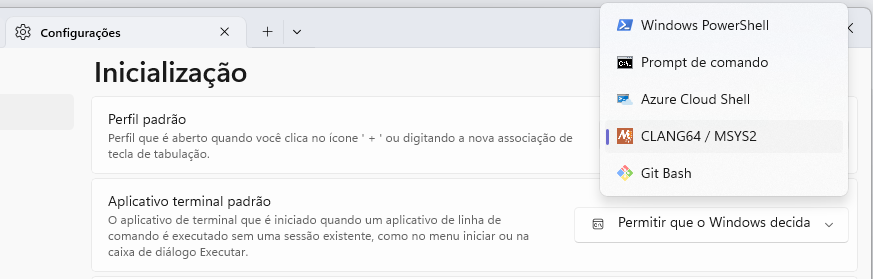 Configurações
Windows PowerShell
Prompt de comando
Azure Cloud Shell
CLANG64 / MSYS2
Git Bash
Inicialização
Perfil padrão
Perfil que é aberto quando você clica no ícone ' + ' ou digitando a nova associação de
tecla de tabulação.
Aplicativo terminal padrão
O aplicativo de terminal que é iniciado quando um aplicativo de linha de
comando é executado sem uma sessão existente, como no menu iniciar ou na
caixa de diálogo Executar.
Permitir que o Windows decida